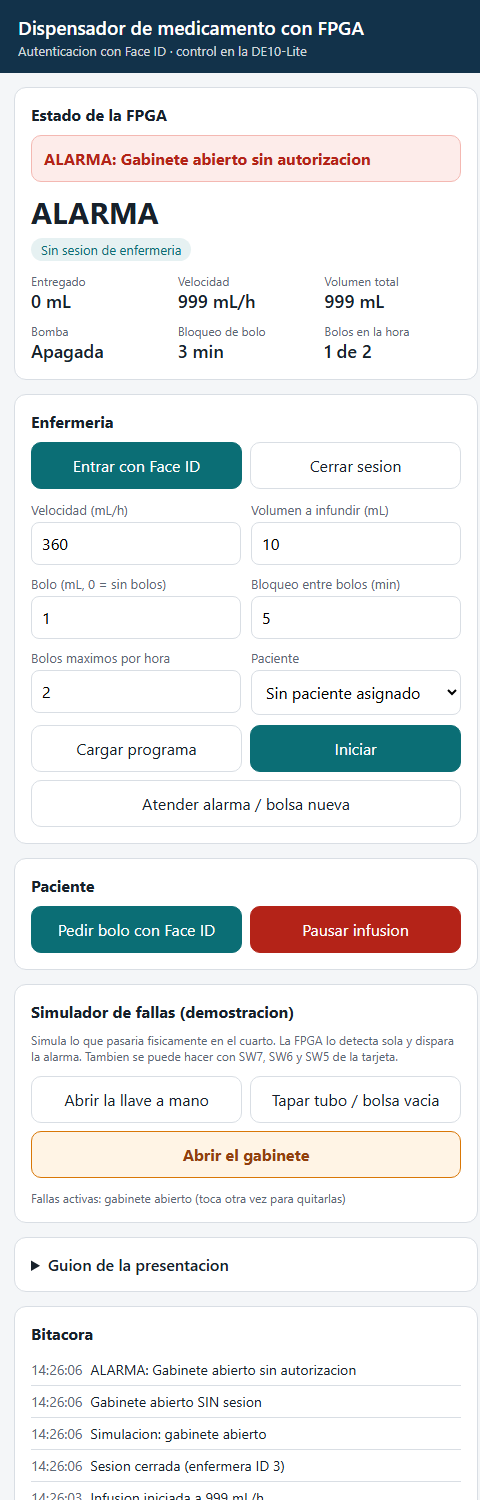 Dispensador de medicamento con FPGA
Autenticacion con Face ID · control en la DE10-Lite
Estado de la FPGA
ALARMA: Gabinete abierto sin autorizacion
ALARMA
Sin sesion de enfermeria
Entregado Velocidad Volumen total
0 mL 999 mL/h 999 mL
Bomba Bloqueo de bolo Bolos en la hora
Apagada 3 min 1 de 2
Enfermeria
Entrar con Face ID Cerrar sesion
Velocidad (mL/h) Volumen a infundir (mL)
360 10
Bolo (mL, 0 = sin bolos) Bloqueo entre bolos (min)
1 5
Bolos maximos por hora Paciente
2 Sin paciente asignado
Cargar programa Iniciar
Atender alarma / bolsa nueva
Paciente
Pedir bolo con Face ID Pausar infusion
Simulador de fallas (demostracion)
Simula lo que pasaria fisicamente en el cuarto. La FPGA lo detecta sola y dispara
la alarma. Tambien se puede hacer con SW7, SW6 y SW5 de la tarjeta.
Abrir la llave a mano Tapar tubo / bolsa vacia
Abrir el gabinete
Fallas activas: gabinete abierto (toca otra vez para quitarlas)
Guion de la presentacion
Bitacora
14:26:06 ALARMA: Gabinete abierto sin autorizacion
14:26:06 Gabinete abierto SIN sesion
14:26:06 Simulacion: gabinete abierto
14:26:06 Sesion cerrada (enfermera ID 3)
14:26:03 Infusion iniciada a 999 mL/h